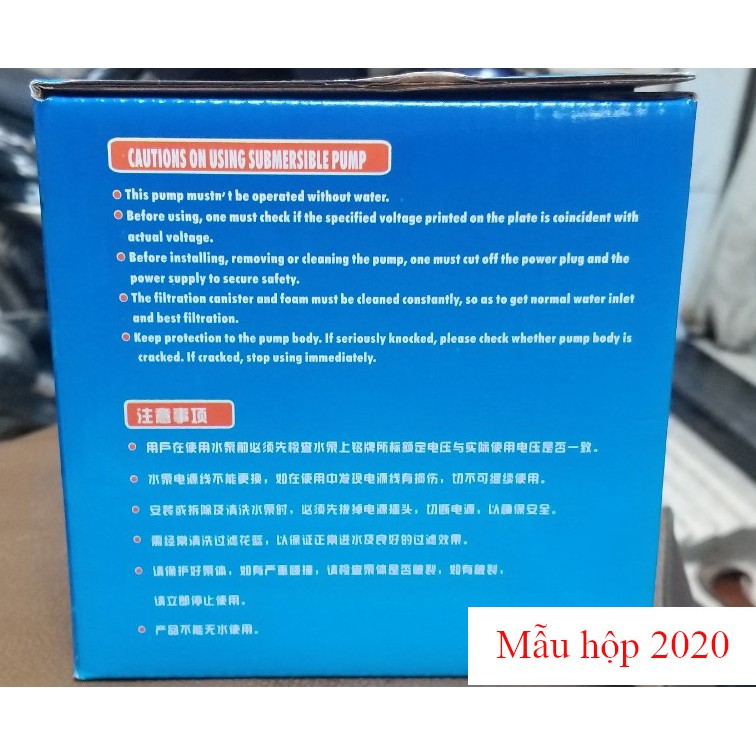 CAUTIONS ON USING SUBMERSIBLE PUMP
This pump mustn't be operated without water.
Before using, one must check if the specified voltage printed on the plate is coincident with
actual voltage.
Before installing, removing or cleaning the pump, one must cut off the power plug and the
power supply to secure safety.
The filtration canister and foam must be cleaned constantly, so as to get normal water inlet
and best filtration.
Keep protection to the pump body. If seriously knocked, please check whether pump body is
cracked. If cracked, stop using immediately.
注意事项
用户在使用水泵前必须先检查水泵上铭牌所标额定电压与实际使用电压是否一致。
水泵电源线不能更换，如在使用中发现电源线有损伤，切不可继续使用。
安装或拆除及清洗水泵时，必须先拔掉电源插头，切断电源，以确保安全。
需经常清洗过滤花蓝，以保证正常进水及良好的过滤效果。
请保护好泵体，如有严重碰撞，请检查泵体是否破裂，如有破裂，
请立即停止使用。
产品不能无水使用。
Mẫu hộp 2020